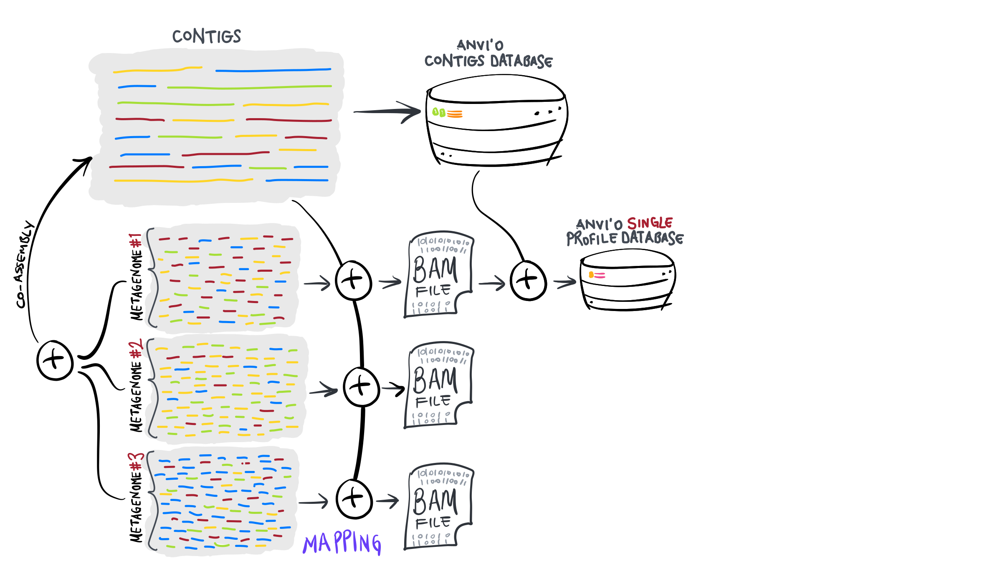 CONTIGS
ANVI'O
CONTIGS DATABASE
CO-ASSEMBLY
METAGENOME #1
BAM
FILE
ANVI'O SINGLE
PROFILE DATABASE
METAGENOME #2
BAM
FILE
METAGENOME #3
BAM
FILE
MAPPING